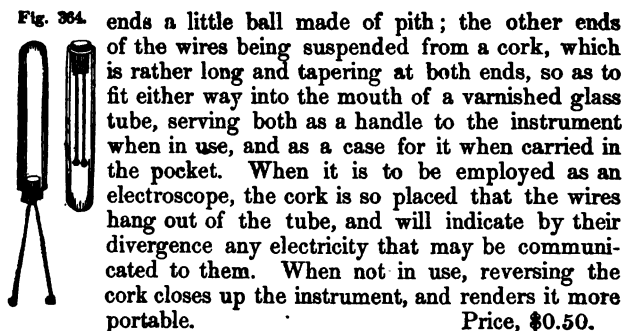 Fig. 364.
ends a little ball made of pith; the other ends
of the wires being suspended from a cork, which
is rather long and tapering at both ends, so as to
fit either way into the mouth of a varnished glass
tube, serving both as a handle to the instrument
when in use, and as a case for it when carried in
the pocket. When it is to be employed as an
electroscope, the cork is so placed that the wires
hang out of the tube, and will indicate by their
divergence any electricity that may be communi-
cated to them. When not in use, reversing the
cork closes up the instrument, and renders it more
portable. Price, $0.50.